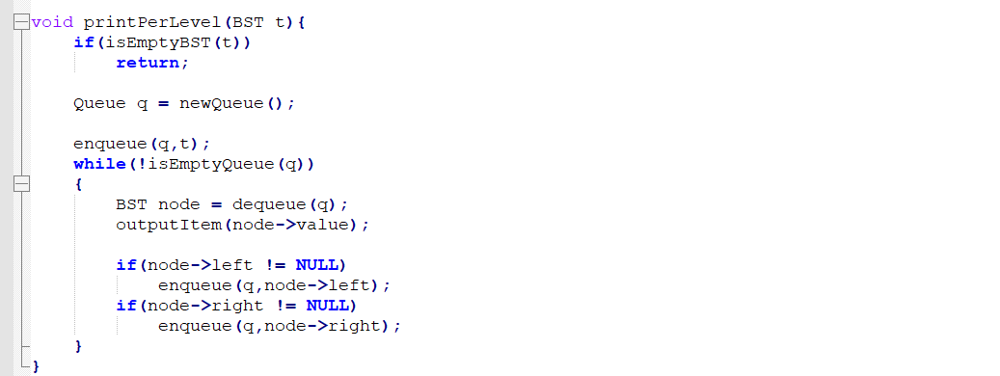 void printPerLevel(BST t){
    if(isEmptyBST(t))
        return;

    Queue q = newQueue();

    enqueue(q,t);
    while(!isEmptyQueue(q))
    {
        BST node = dequeue(q);
        outputItem(node->value);

        if(node->left != NULL)
            enqueue(q,node->left);
        if(node->right != NULL)
            enqueue(q,node->right);
    }
}